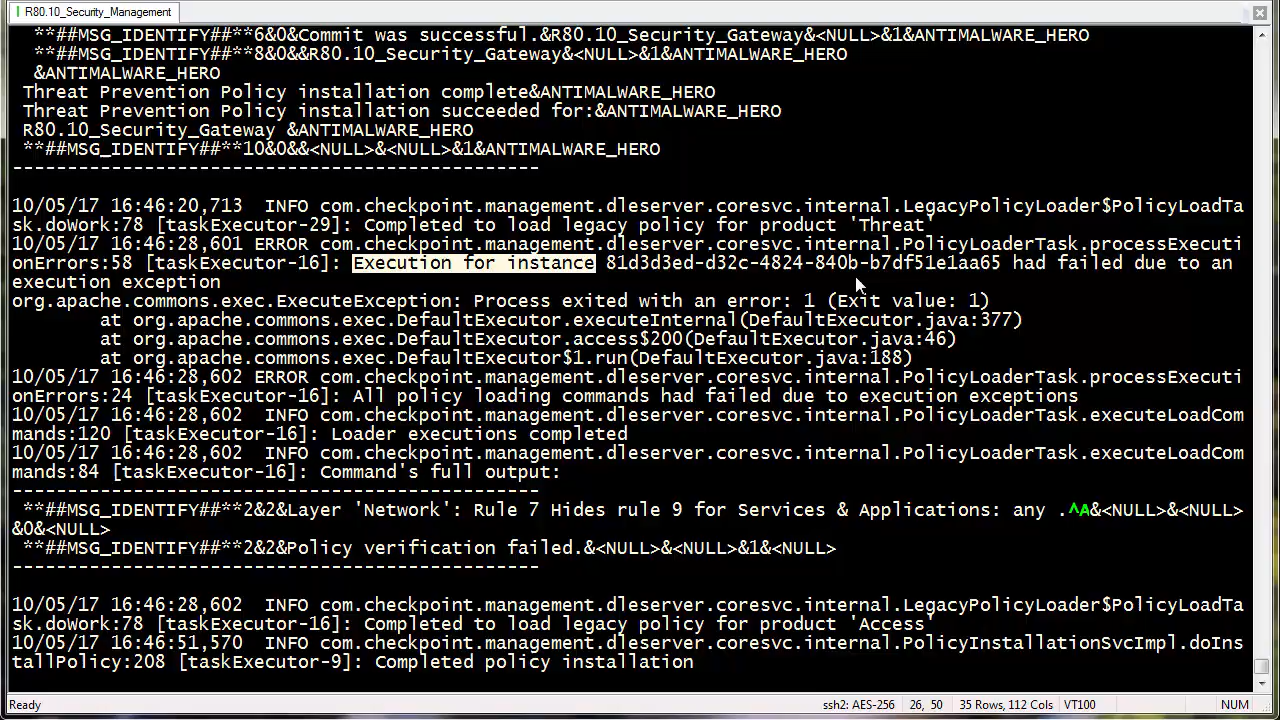 R80.10_Security_Management
**##MSG_IDENTIFY##**6&0&Commit was successful.&R80.10_Security_Gateway&<NULL>&1&ANTIMALWARE_HERO
**##MSG_IDENTIFY##**8&0&&R80.10_Security_Gateway&<NULL>&1&ANTIMALWARE_HERO
&ANTIMALWARE_HERO
Threat Prevention Policy installation complete&ANTIMALWARE_HERO
Threat Prevention Policy installation succeeded for:&ANTIMALWARE_HERO
R80.10_Security_Gateway &ANTIMALWARE_HERO
**##MSG_IDENTIFY##**10&0&&<NULL>&<NULL>&1&ANTIMALWARE_HERO
------------------------------------------------
10/05/17 16:46:20,713  INFO com.checkpoint.management.dleserver.coresvc.internal.LegacyPolicyLoader$PolicyLoadTa
sk.doWork:78 [taskExecutor-29]: Completed to load legacy policy for product 'Threat'
10/05/17 16:46:28,601 ERROR com.checkpoint.management.dleserver.coresvc.internal.PolicyLoaderTask.processExecuti
onErrors:58 [taskExecutor-16]: Execution for instance 81d3d3ed-d32c-4824-840b-b7df51e1aa65 had failed due to an
execution exception
org.apache.commons.exec.ExecuteException: Process exited with an error: 1 (Exit value: 1)
at org.apache.commons.exec.DefaultExecutor.executeInternal(DefaultExecutor.java:377)
at org.apache.commons.exec.DefaultExecutor.access$200(DefaultExecutor.java:46)
at org.apache.commons.exec.DefaultExecutor$1.run(DefaultExecutor.java:188)
10/05/17 16:46:28,602 ERROR com.checkpoint.management.dleserver.coresvc.internal.PolicyLoaderTask.processExecuti
onErrors:24 [taskExecutor-16]: All policy loading commands had failed due to execution exceptions
10/05/17 16:46:28,602  INFO com.checkpoint.management.dleserver.coresvc.internal.PolicyLoaderTask.executeLoadCom
mands:120 [taskExecutor-16]: Loader executions completed
10/05/17 16:46:28,602  INFO com.checkpoint.management.dleserver.coresvc.internal.PolicyLoaderTask.executeLoadCom
mands:84 [taskExecutor-16]: Command's full output:
------------------------------------------------
**##MSG_IDENTIFY##**2&2&Layer 'Network': Rule 7 Hides rule 9 for Services & Applications: any .^A&<NULL>&<NULL>
&0&<NULL>
**##MSG_IDENTIFY##**2&2&Policy verification failed.&<NULL>&<NULL>&1&<NULL>
------------------------------------------------
10/05/17 16:46:28,602  INFO com.checkpoint.management.dleserver.coresvc.internal.LegacyPolicyLoader$PolicyLoadTa
sk.doWork:78 [taskExecutor-16]: Completed to load legacy policy for product 'Access'
10/05/17 16:46:51,570  INFO com.checkpoint.management.dleserver.coresvc.internal.PolicyInstallationSvcImpl.doIns
tallPolicy:208 [taskExecutor-9]: Completed policy installation
Ready ssh2: AES-256 26, 50 35 Rows, 112 Cols VT100 NUM